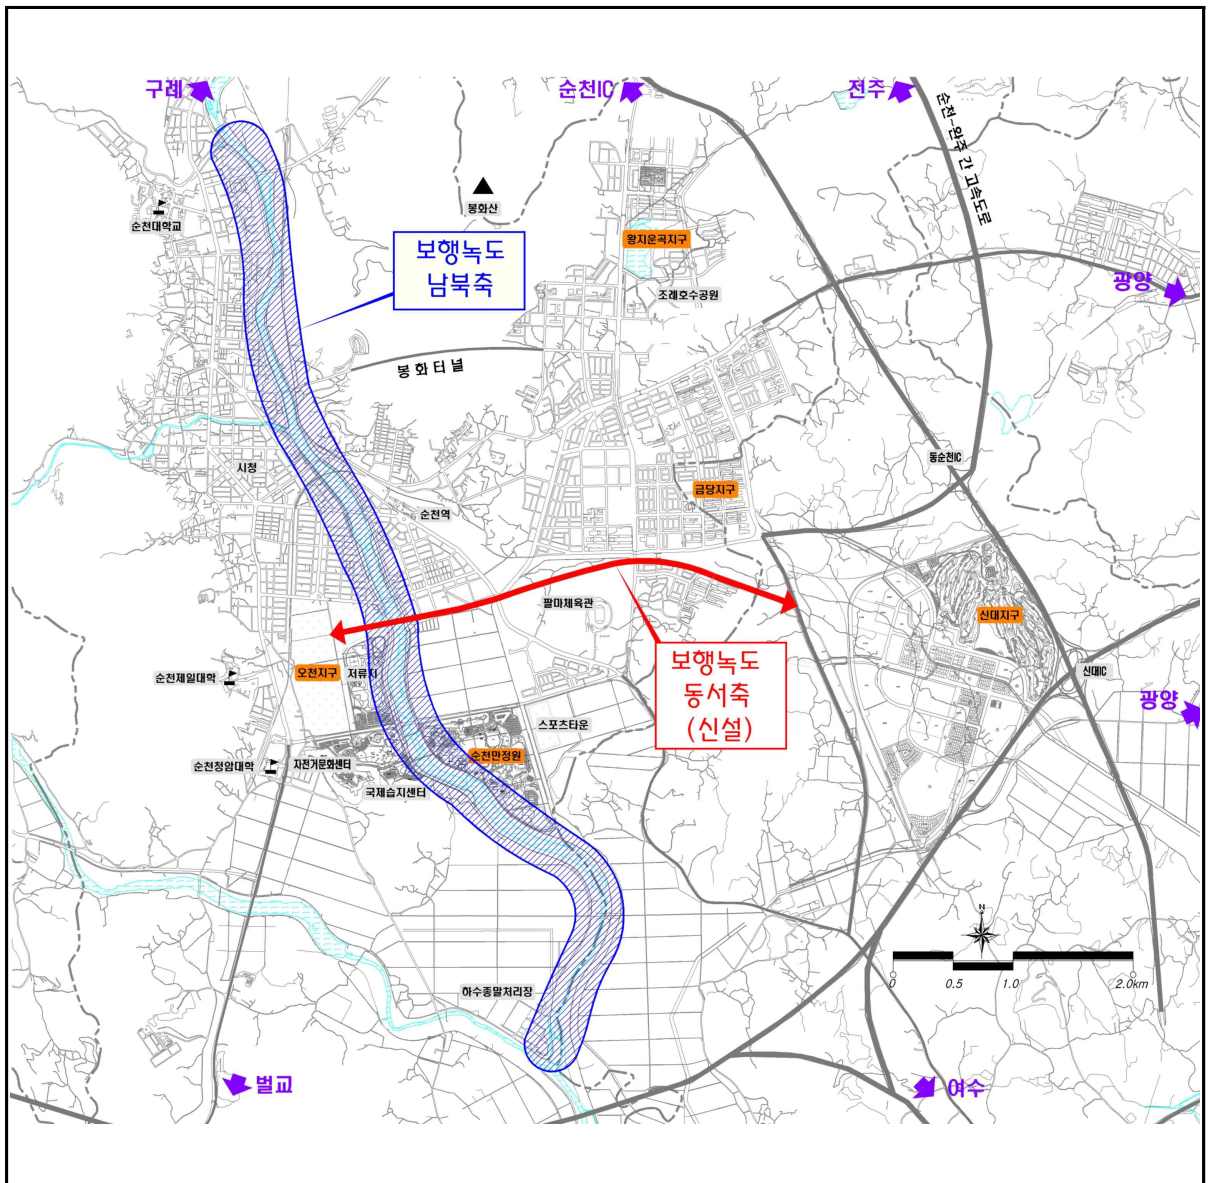 구례
순천IC
전주
순천~완주 간 고속도로
봉화산
순천대학교
왕지운곡지구
보행녹도
남북축
조례호수공원
광양
봉화터널
시청
동순천IC
금당지구
순천역
팔마체육관
신대지구
오천지구
저류지
순천제일대학
보행녹도
동서축
(신설)
신대IC
광양
스포츠타운
순천만정원
순천청암대학
자전거문화센터
국제습지센터
N
0
0.5
1.0
2.0km
하수종말처리장
벌교
여수